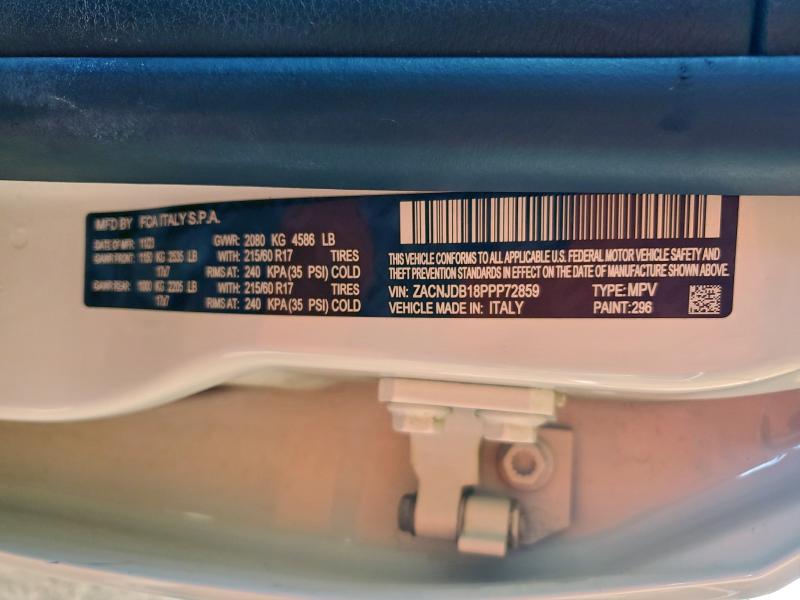 MFD BY FCA ITALY S.P.A.
DATE OF MFR 11/23 GVWR: 2080 KG 4586 LB
GAWR FRONT: 1150 KG 2535 LB WITH: 215/60 R17 TIRES
17x7 RIMS AT: 240 KPA(35 PSI) COLD
GAWR REAR: 1000 KG 2205 LB WITH: 215/60 R17 TIRES
17x7 RIMS AT: 240 KPA(35 PSI) COLD
THIS VEHICLE CONFORMS TO ALL APPLICABLE U.S. FEDERAL MOTOR VEHICLE SAFETY AND
THEFT PREVENTION STANDARDS IN EFFECT ON THE DATE OF MANUFACTURE SHOWN ABOVE
VIN: ZACNJDB18PPP72859 TYPE: MPV
VEHICLE MADE IN: ITALY PAINT: 296